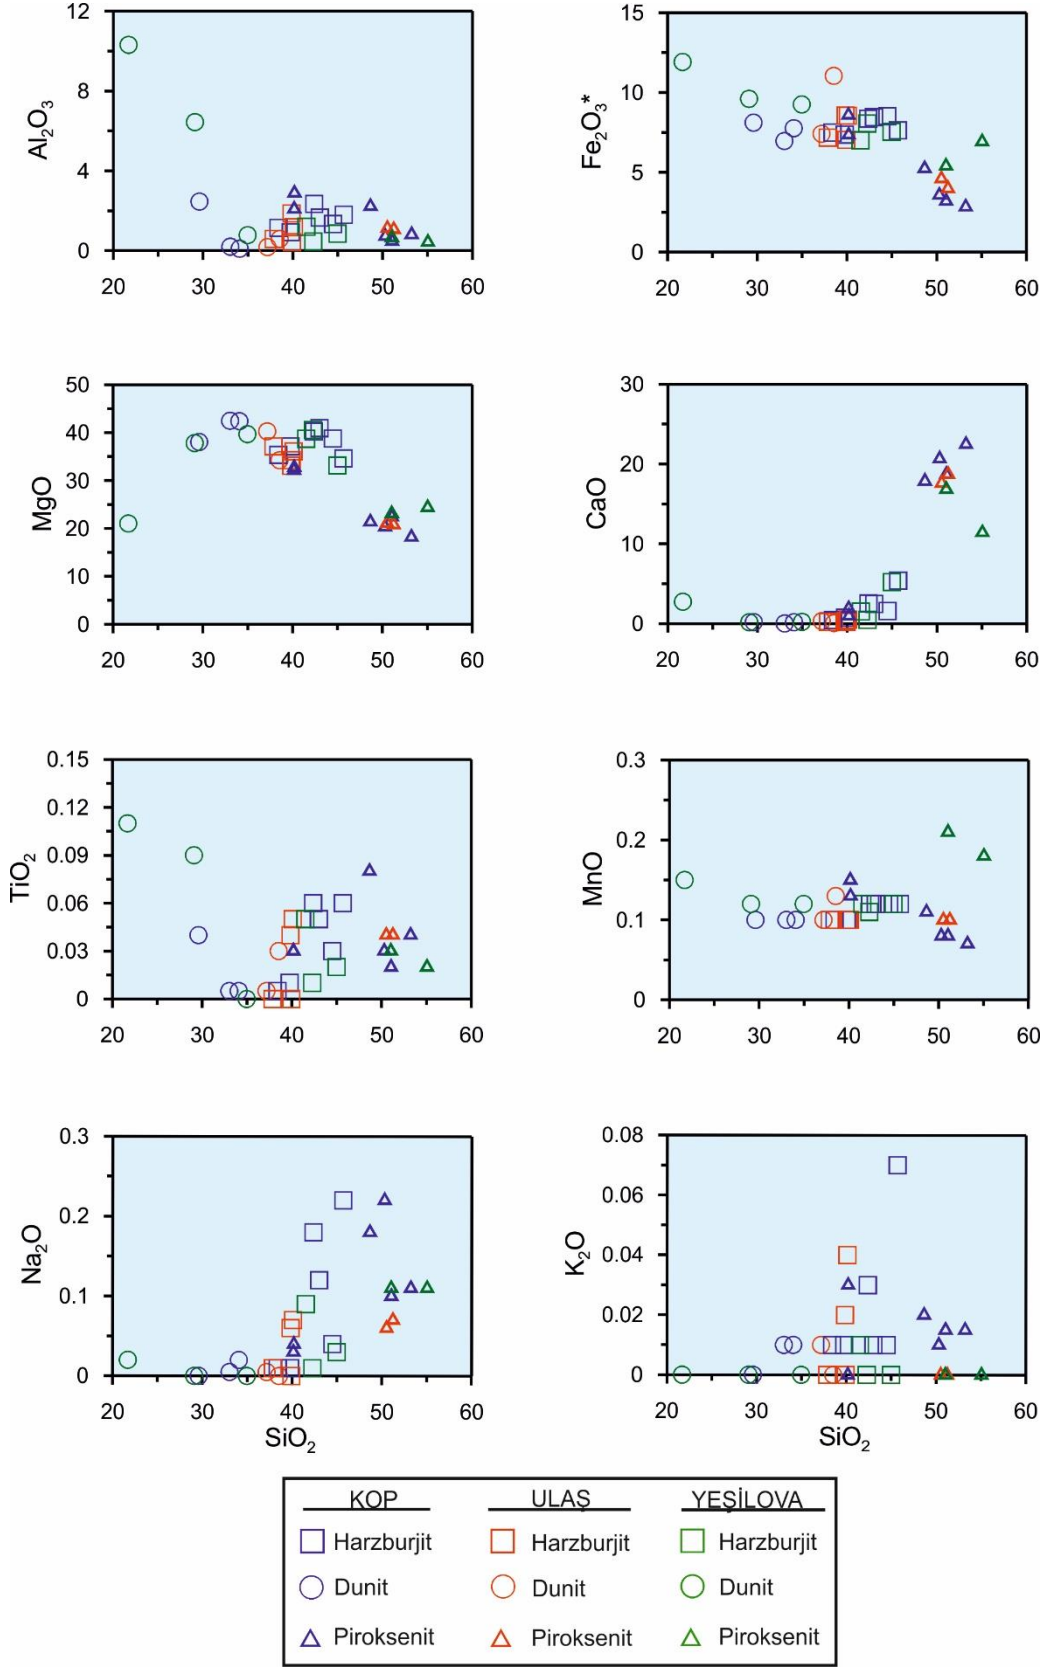 12
8
4
0
Al₂O₃
20 30 40 50 60
15
10
5
0
Fe₂O₃*
20 30 40 50 60
50
40
30
20
10
0
MgO
20 30 40 50 60
30
20
10
0
CaO
20 30 40 50 60
0.15
0.12
0.09
0.06
0.03
0
TiO₂
20 30 40 50 60
0.3
0.2
0.1
0
MnO
20 30 40 50 60
0.3
0.2
0.1
0
Na₂O
20 30 40 50 60
SiO₂
0.08
0.06
0.04
0.02
0
K₂O
20 30 40 50 60
SiO₂
KOP ULAŞ YEŞİLOVA
Harzburjit Harzburjit Harzburjit
Dunit Dunit Dunit
Piroksenit Piroksenit Piroksenit